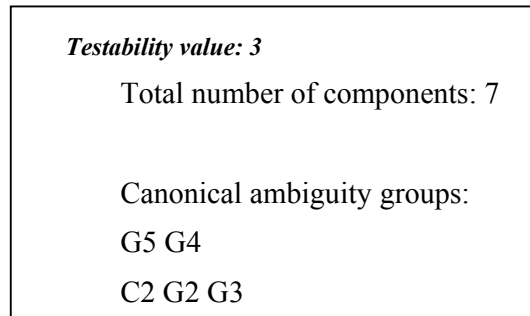 Testability value: 3
Total number of components: 7
Canonical ambiguity groups:
G5 G4
C2 G2 G3